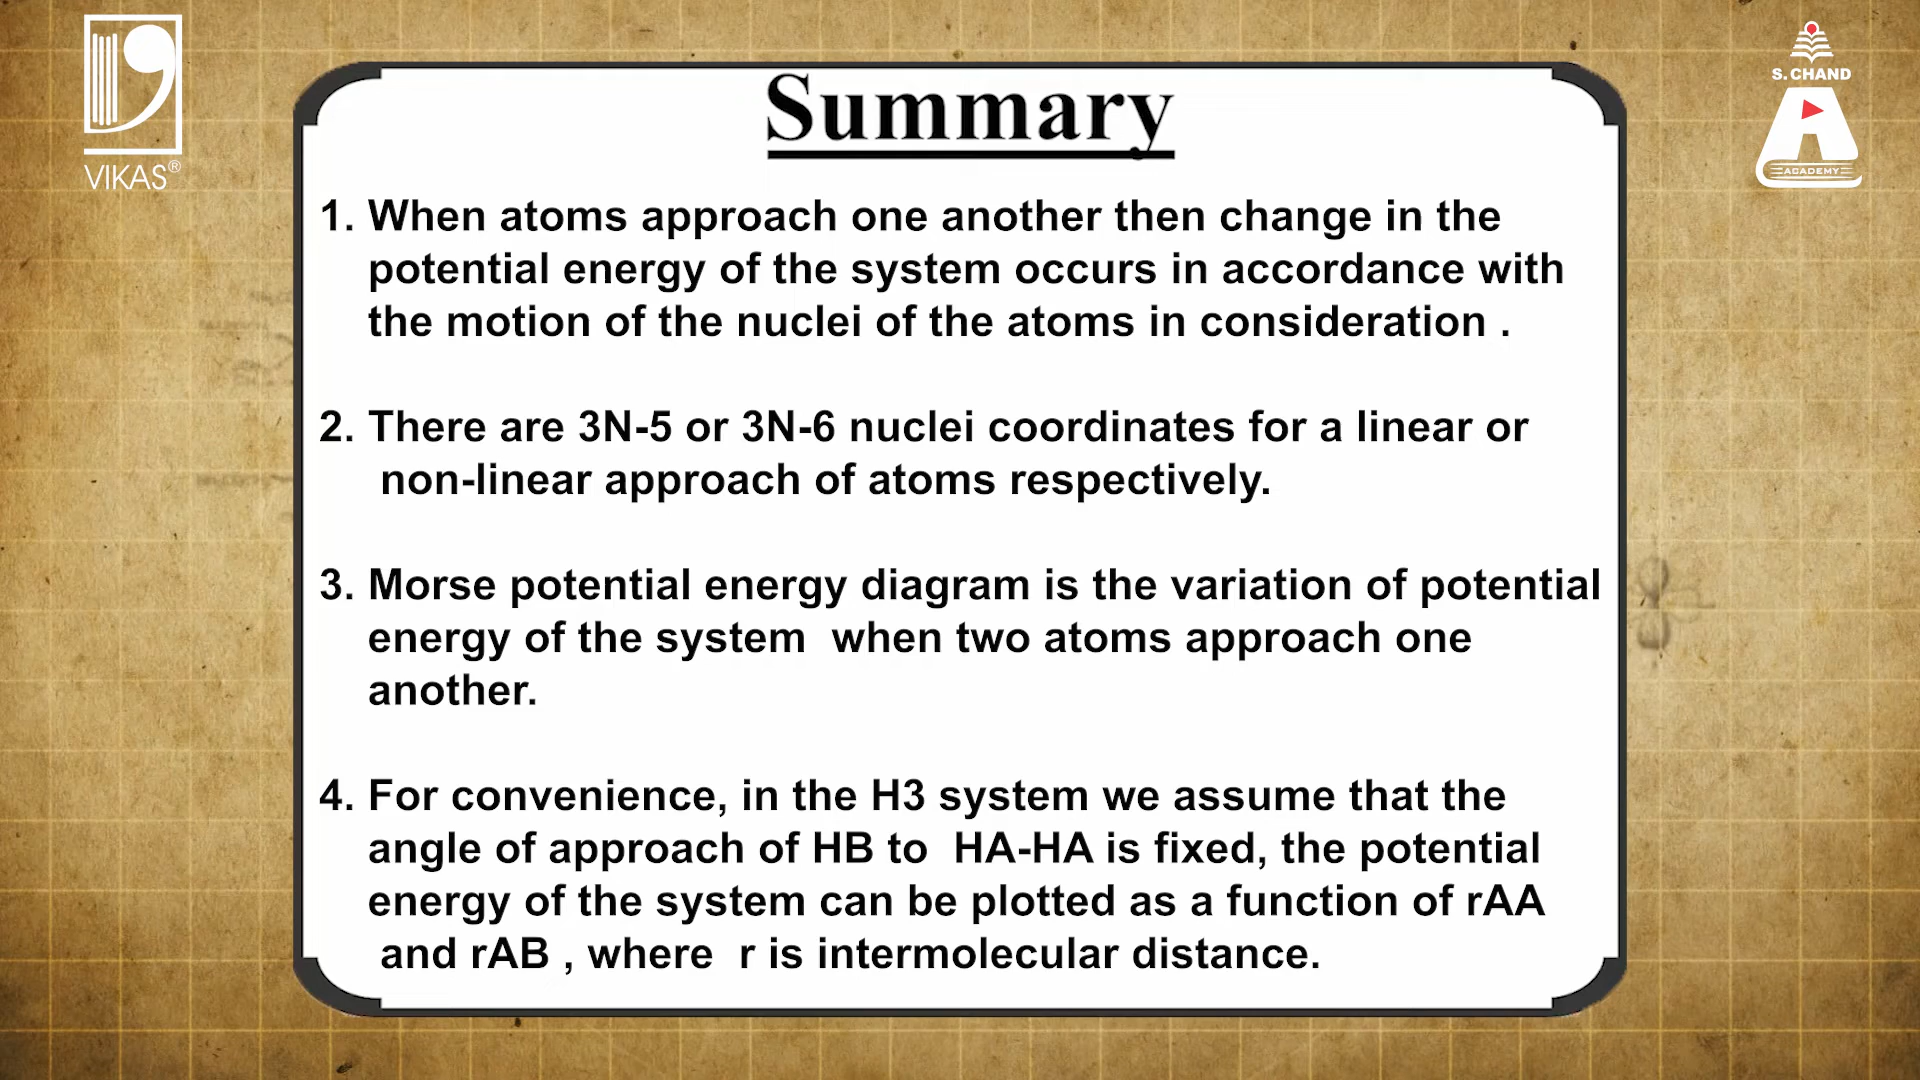 VIKAS®
S. CHAND
ACADEMY
Summary
1. When atoms approach one another then change in the
potential energy of the system occurs in accordance with
the motion of the nuclei of the atoms in consideration .
2. There are 3N-5 or 3N-6 nuclei coordinates for a linear or
non-linear approach of atoms respectively.
3. Morse potential energy diagram is the variation of potential
energy of the system when two atoms approach one
another.
4. For convenience, in the H3 system we assume that the
angle of approach of HB to HA-HA is fixed, the potential
energy of the system can be plotted as a function of rAA
and rAB , where r is intermolecular distance.